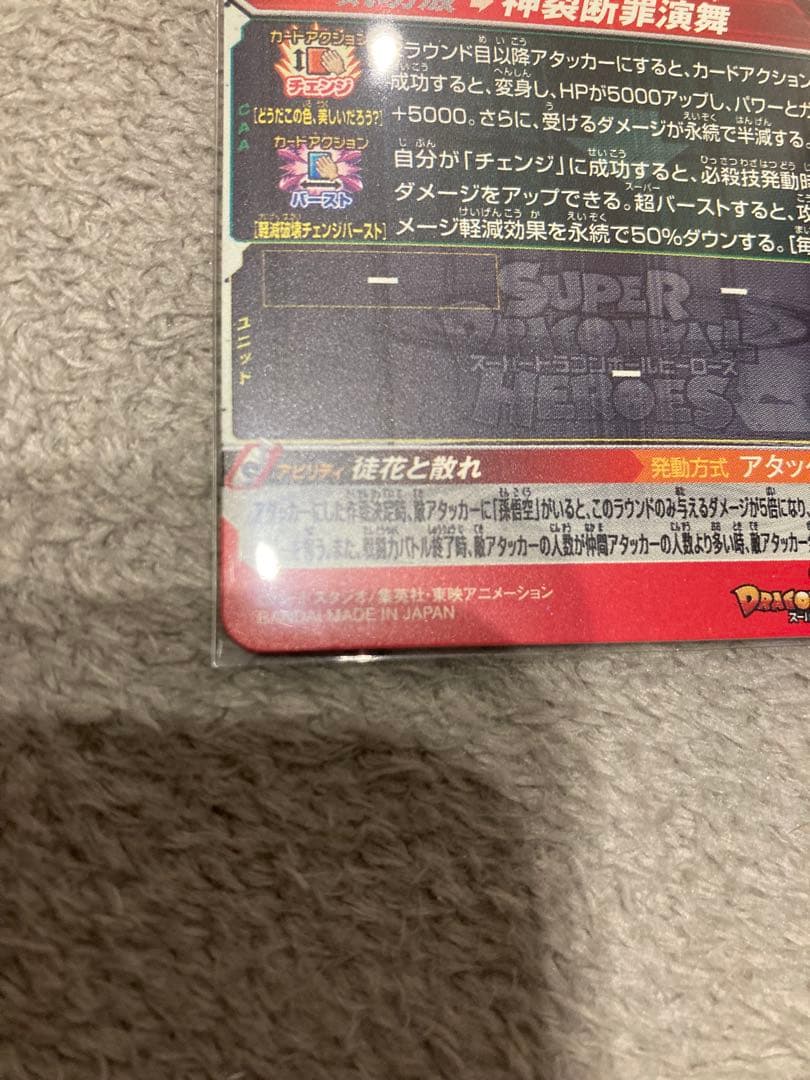 神裂断罪演舞
カードアクション
チェンジ
[どうだこの色、美しいだろう?]
ラウンド目以降アタッカーにすると、カードアクション
成功すると、変身し、HPが5000アップし、パワーと
+5000。さらに、受けるダメージが永続で半減する。
CAA
カードアクション
バースト
[軽減破壊チェンジバースト]
自分が「チェンジ」に成功すると、必殺技発動時
ダメージをアップできる。超バーストすると、攻
メージ軽減効果を永続で50%ダウンする。[毎
ユニット
SUPER
DRAGON BALL
スーパードラゴンボールヒーローズ
HEROES
アビリティ 徒花と散れ
発動方式 アタッ
アタッカーにした作戦決定時、敵アタッカーに「孫悟空」がいると、このラウンドのみ与えるダメージが5倍になり、
を奪う。また、戦闘力バトル終了時、敵アタッカーの人数が仲間アタッカーの人数より多い時、敵アタッカー
スタジオ/集英社・東映アニメーション
BANDAI MADE IN JAPAN